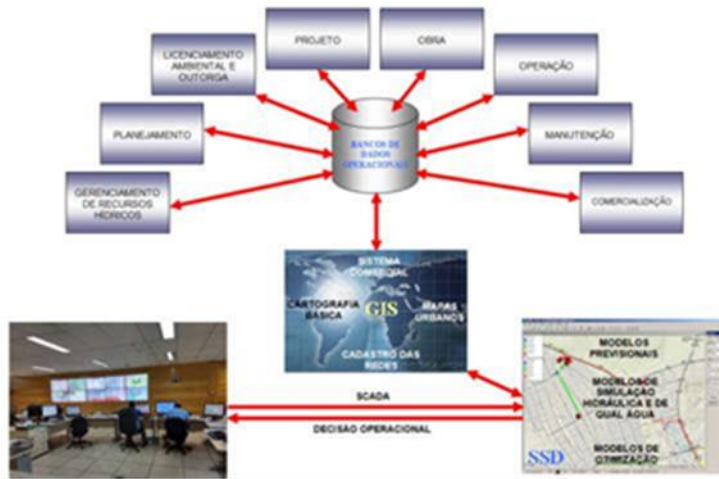 PROJETO
OBRA
LICENCIAMENTO
AMBIENTAL E
OUTORGA
OPERAÇÃO
PLANEJAMENTO
BANCOS DE
DADOS
OPERACIONAIS
MANUTENÇÃO
GERENCIAMENTO
DE RECURSOS
HÍDRICOS
COMERCIALIZAÇÃO
SISTEMA
COMERCIAL
CARTOGRAFIA
BÁSICA
GIS
MAPAS
URBANOS
CADASTRO DAS
REDES
MODELOS
PREVISIONAIS
MODELOS DE
SIMULAÇÃO
HIDRÁULICA E DE
QUAL ÁGUA
MODELOS DE
OTIMIZAÇÃO
SSD
SCADA
DECISÃO OPERACIONAL